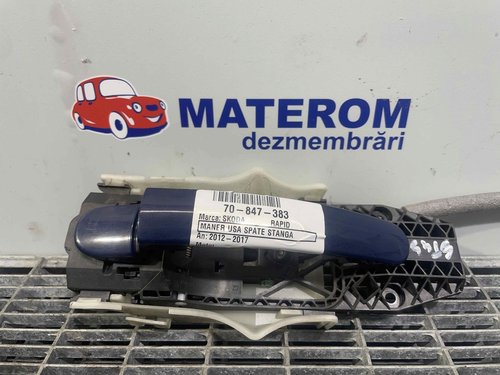 MATEROM
dezmembrări
70-847-383
Marca: SKODA RAPID
MANER USA SPATE STANGA
An: 2012-2017